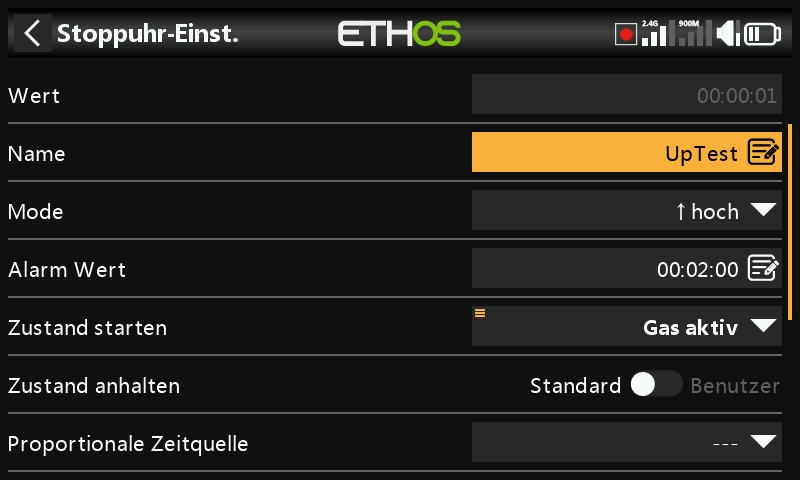 Stoppuhr-Einst.
ETHOS
2.4G
900M
Wert
00:00:01
Name
UpTest
Mode
↑hoch
Alarm Wert
00:02:00
Zustand starten
Gas aktiv
Zustand anhalten
Standard
Benutzer
Proportionale Zeitquelle
---